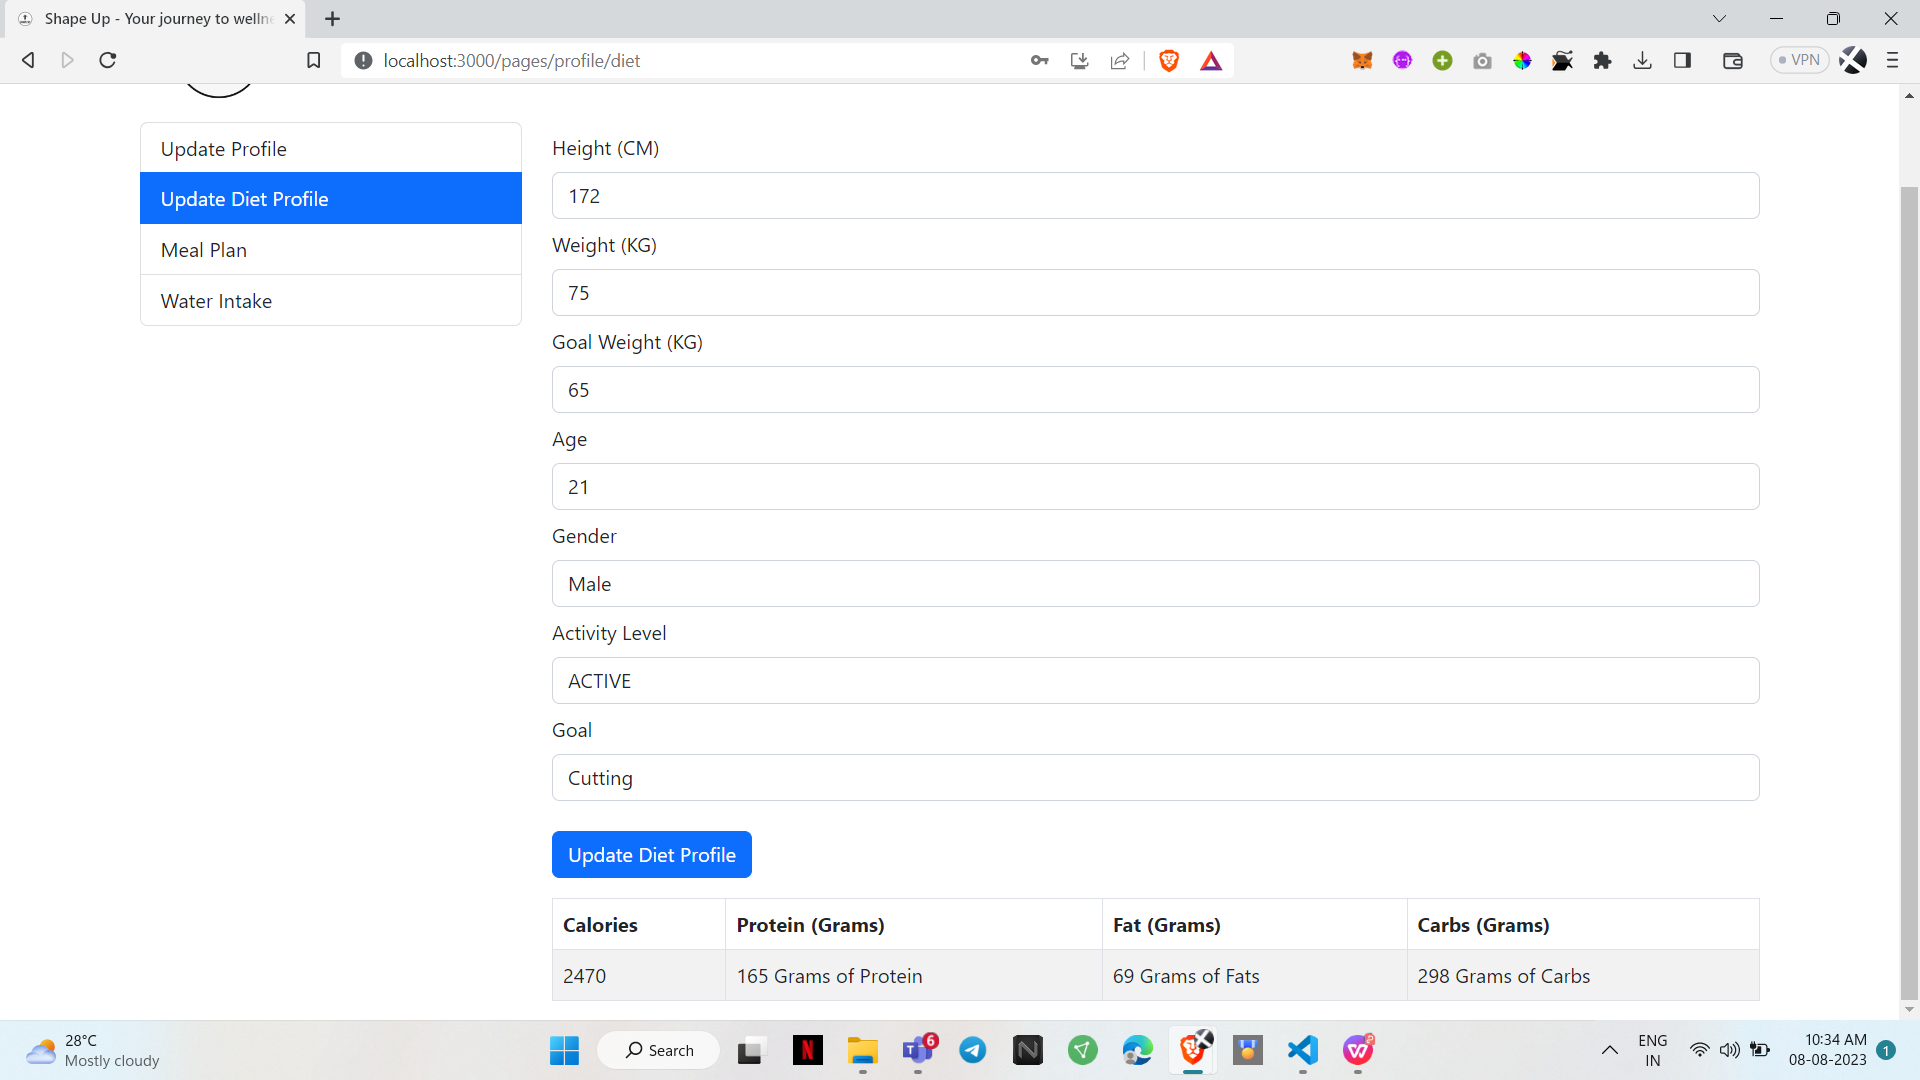 Shape Up - Your journey to welln
localhost:3000/pages/profile/diet
VPN
Update Profile
Update Diet Profile
Meal Plan
Water Intake
Height (CM)
172
Weight (KG)
75
Goal Weight (KG)
65
Age
21
Gender
Male
Activity Level
ACTIVE
Goal
Cutting
Update Diet Profile
Calories Protein (Grams) Fat (Grams) Carbs (Grams)
2470 165 Grams of Protein 69 Grams of Fats 298 Grams of Carbs
28°C
Mostly cloudy
Search
6
ENG
IN
10:34 AM
08-08-2023
1